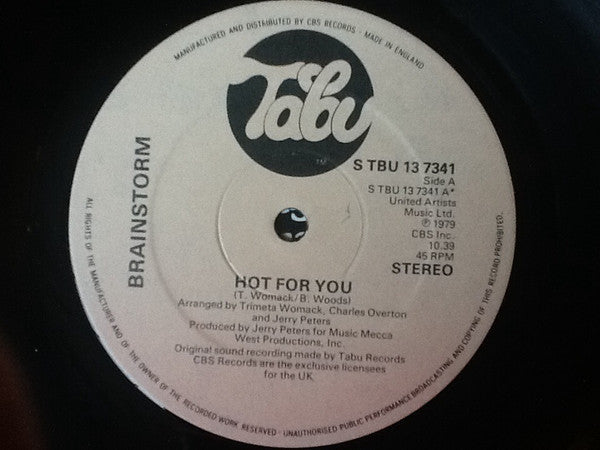 MANUFACTURED AND DISTRIBUTED BY CBS RECORDS · MADE IN ENGLAND
Tabu
BRAINSTORM
S TBU 13 7341
Side A
S TBU 13 7341 A*
United Artists
Music Ltd.
℗ 1979
CBS Inc.
10.39
45 RPM
STEREO
HOT FOR YOU
(T. Womack/B. Woods)
Arranged by Trimeta Womack, Charles Overton
and Jerry Peters
Produced by Jerry Peters for Music Mecca
West Productions, Inc.
Original sound recording made by Tabu Records
CBS Records are the exclusive licensees
for the UK
ALL RIGHTS OF THE MANUFACTURER AND OF THE OWNER OF THE RECORDED WORK RESERVED · UNAUTHORISED PUBLIC PERFORMANCE BROADCASTING AND COPYING OF THIS RECORD PROHIBITED.